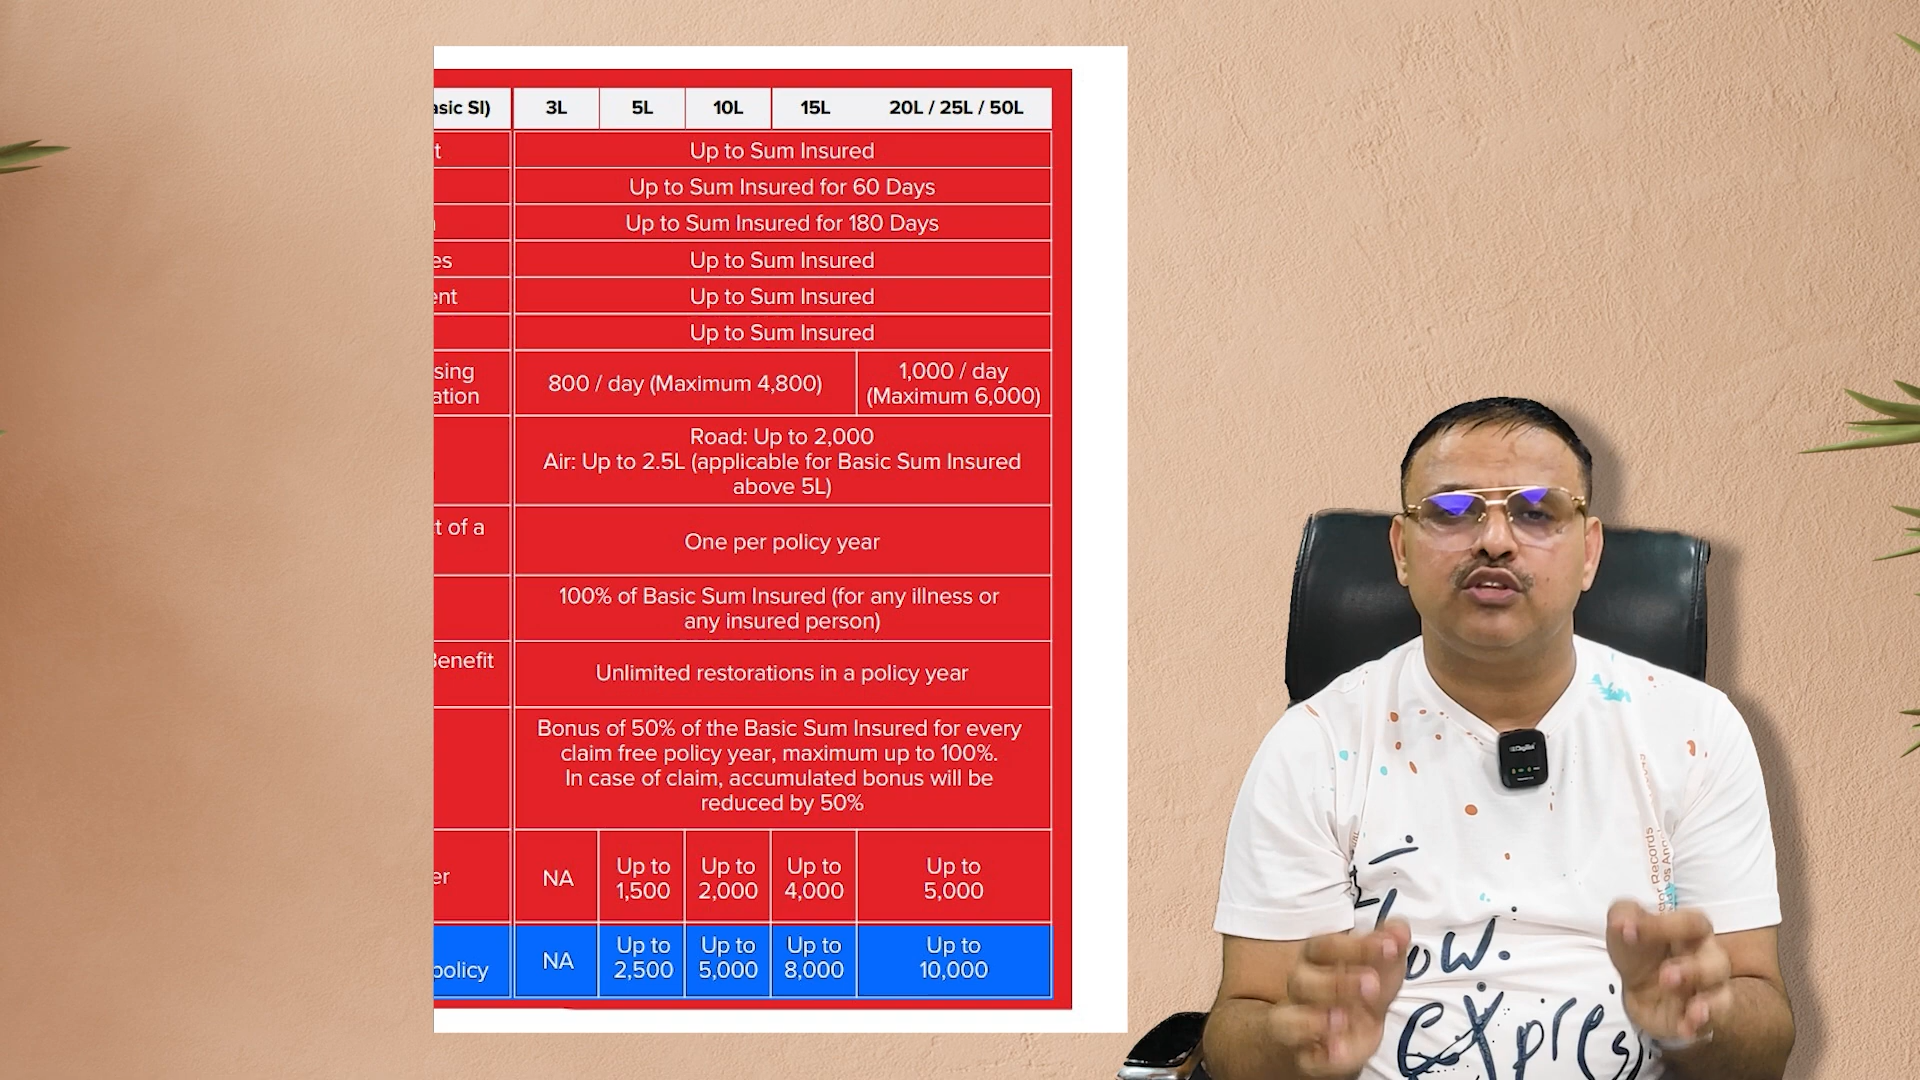 asic SI) 3L 5L 10L 15L 20L / 25L / 50L
t Up to Sum Insured
Up to Sum Insured for 60 Days
Up to Sum Insured for 180 Days
es Up to Sum Insured
ent Up to Sum Insured
Up to Sum Insured
sing
ation
800 / day (Maximum 4,800)
1,000 / day
(Maximum 6,000)
Road: Up to 2,000
Air: Up to 2.5L (applicable for Basic Sum Insured
above 5L)
t of a
One per policy year
100% of Basic Sum Insured (for any illness or
any insured person)
Benefit
Unlimited restorations in a policy year
Bonus of 50% of the Basic Sum Insured for every
claim free policy year, maximum up to 100%.
In case of claim, accumulated bonus will be
reduced by 50%
er
NA
Up to
1,500
Up to
2,000
Up to
4,000
Up to
5,000
policy
NA
Up to
2,500
Up to
5,000
Up to
8,000
Up to
10,000
ow.
expres